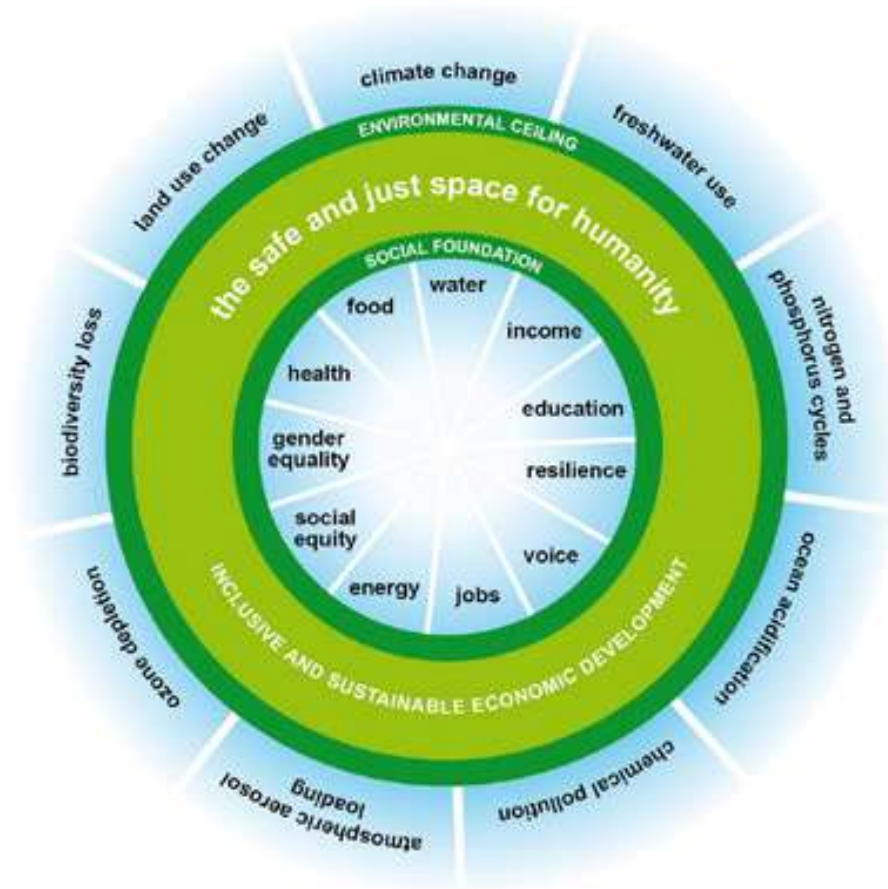 climate change
freshwater use
nitrogen and
phosphorus cycles
ocean acidification
chemical pollution
atmospheric aerosol
loading
ozone depletion
biodiversity loss
land use change
ENVIRONMENTAL CEILING
the safe and just space for humanity
SOCIAL FOUNDATION
water
income
education
resilience
voice
jobs
energy
social
equity
gender
equality
health
food
INCLUSIVE AND SUSTAINABLE ECONOMIC DEVELOPMENT